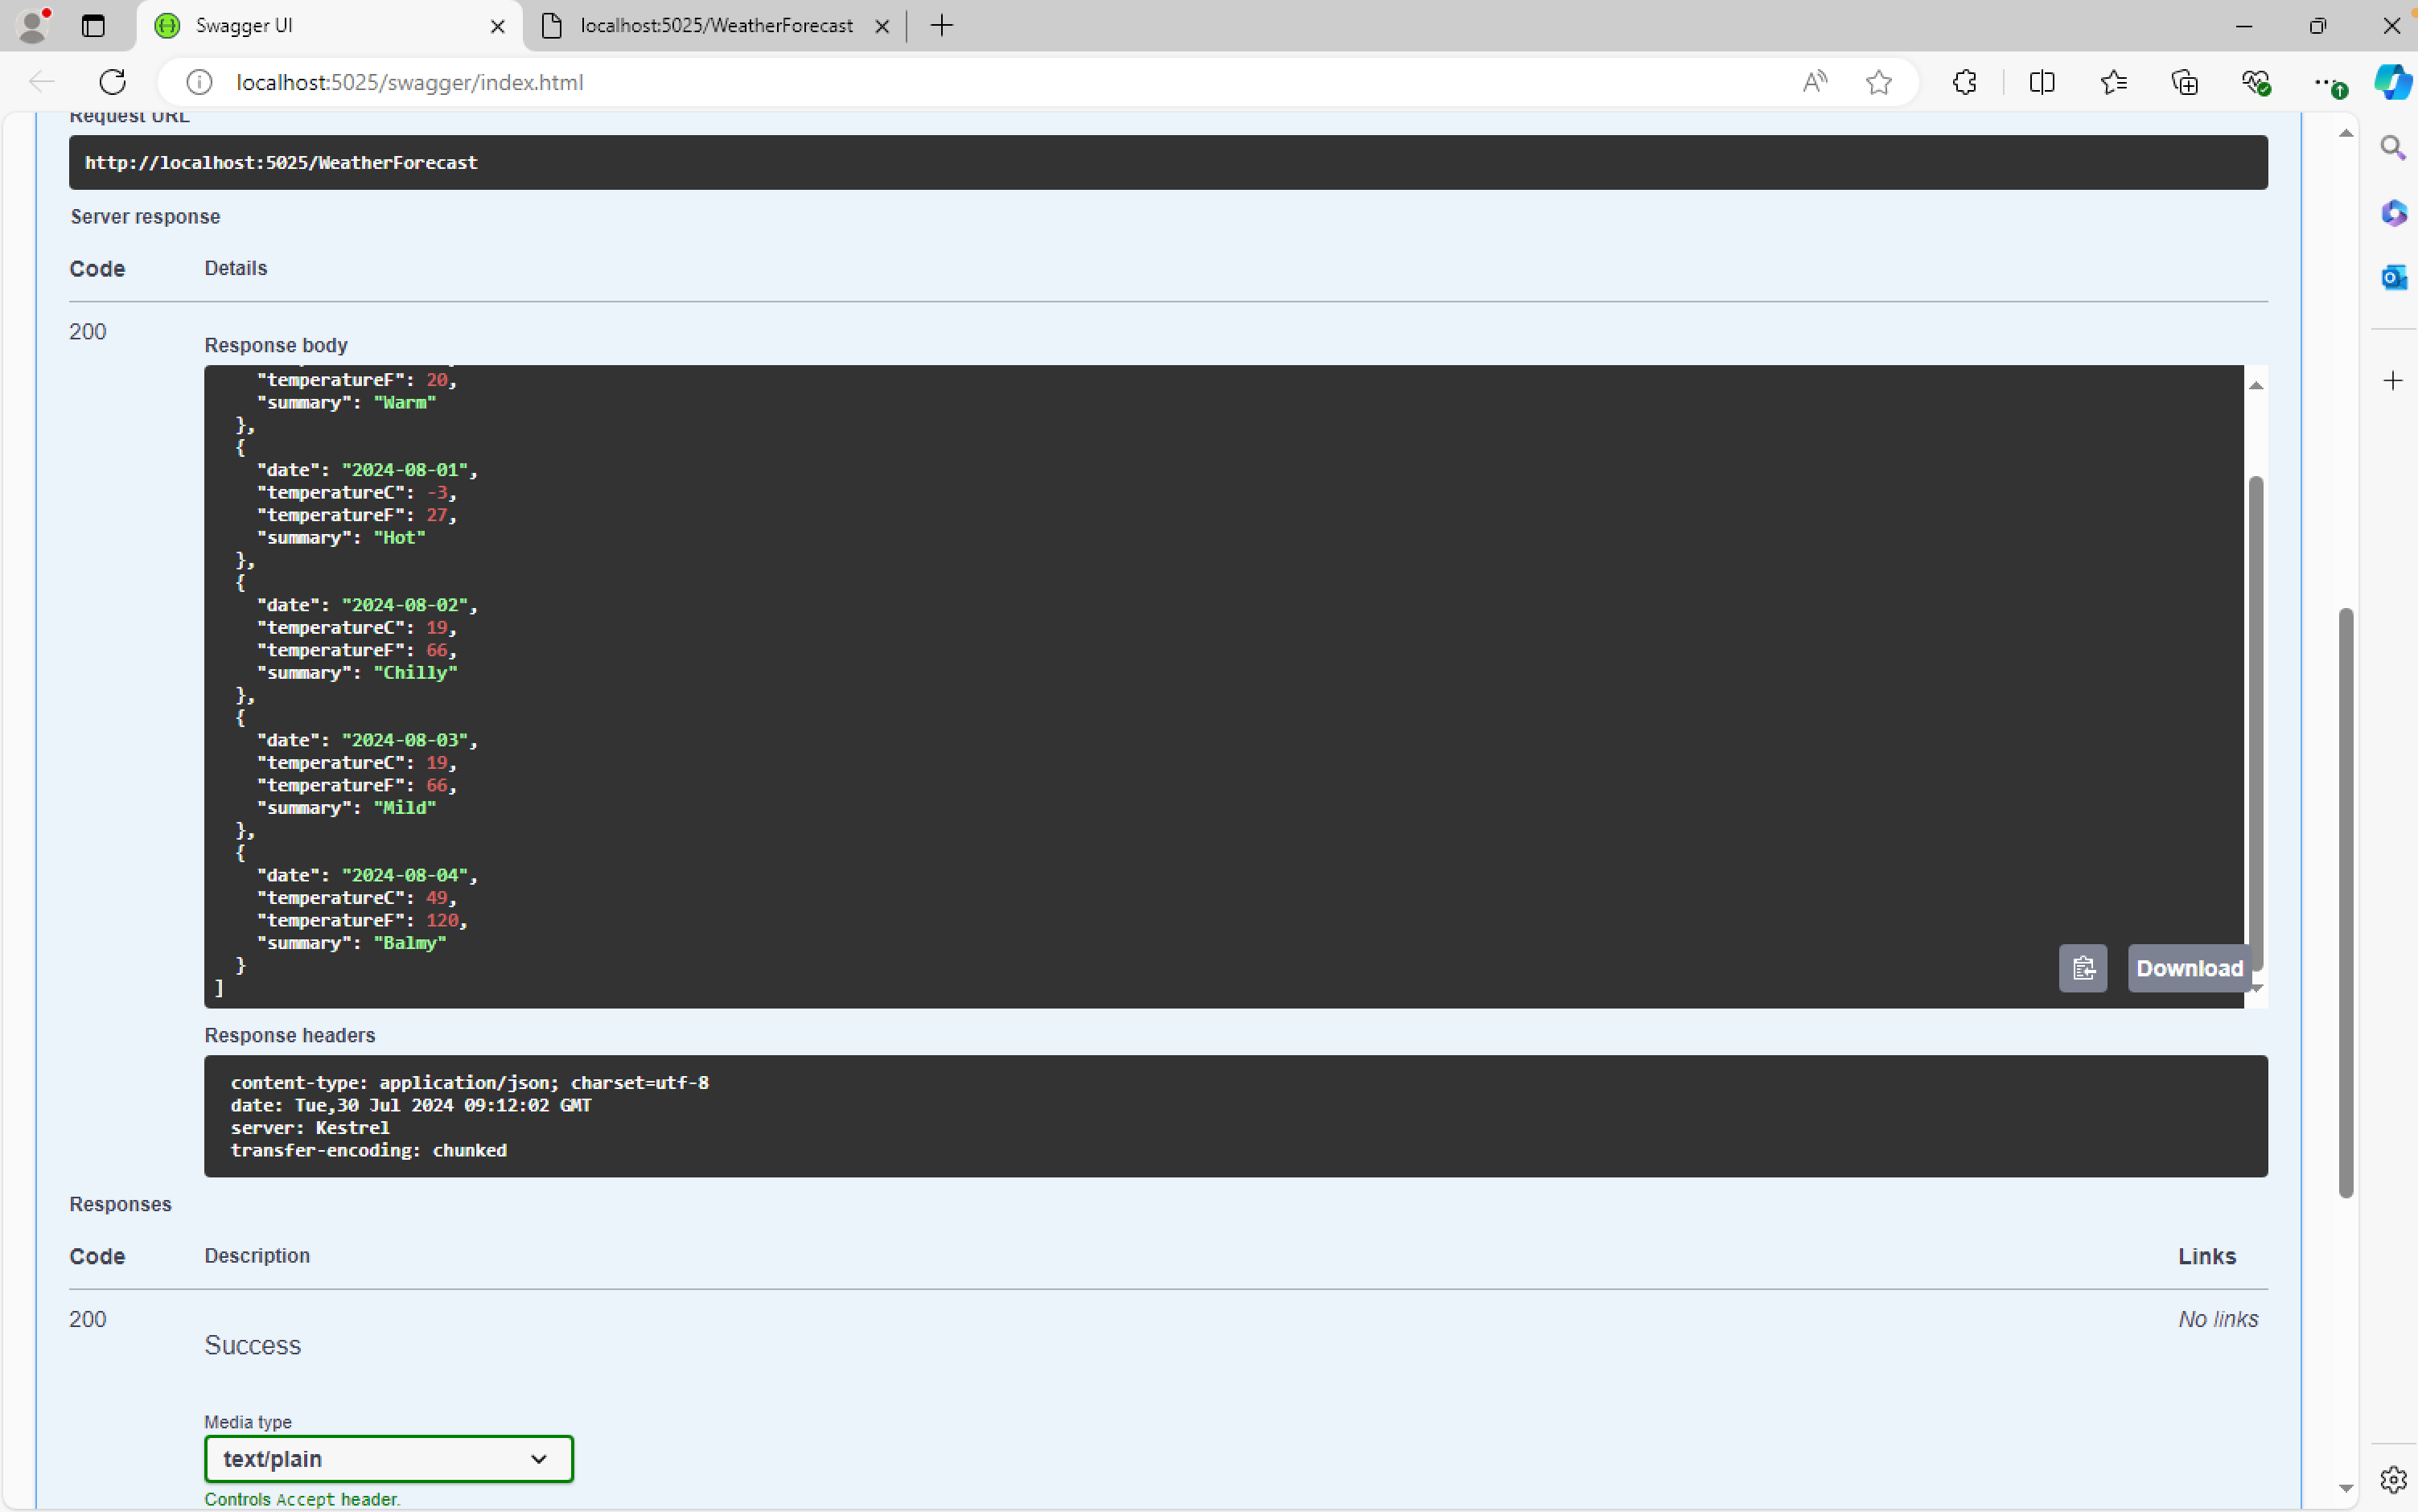 Swagger UI
localhost:5025/WeatherForecast
localhost:5025/swagger/index.html
Request URL
http://localhost:5025/WeatherForecast
Server response
Code Details
200
Response body
"temperatureF": 20,
"summary": "Warm"
},
{
"date": "2024-08-01",
"temperatureC": -3,
"temperatureF": 27,
"summary": "Hot"
},
{
"date": "2024-08-02",
"temperatureC": 19,
"temperatureF": 66,
"summary": "Chilly"
},
{
"date": "2024-08-03",
"temperatureC": 19,
"temperatureF": 66,
"summary": "Mild"
},
{
"date": "2024-08-04",
"temperatureC": 49,
"temperatureF": 120,
"summary": "Balmy"
}
]
Download
Response headers
content-type: application/json; charset=utf-8
date: Tue,30 Jul 2024 09:12:02 GMT
server: Kestrel
transfer-encoding: chunked
Responses
Code Description Links
200 No links
Success
Media type
text/plain
Controls Accept header.